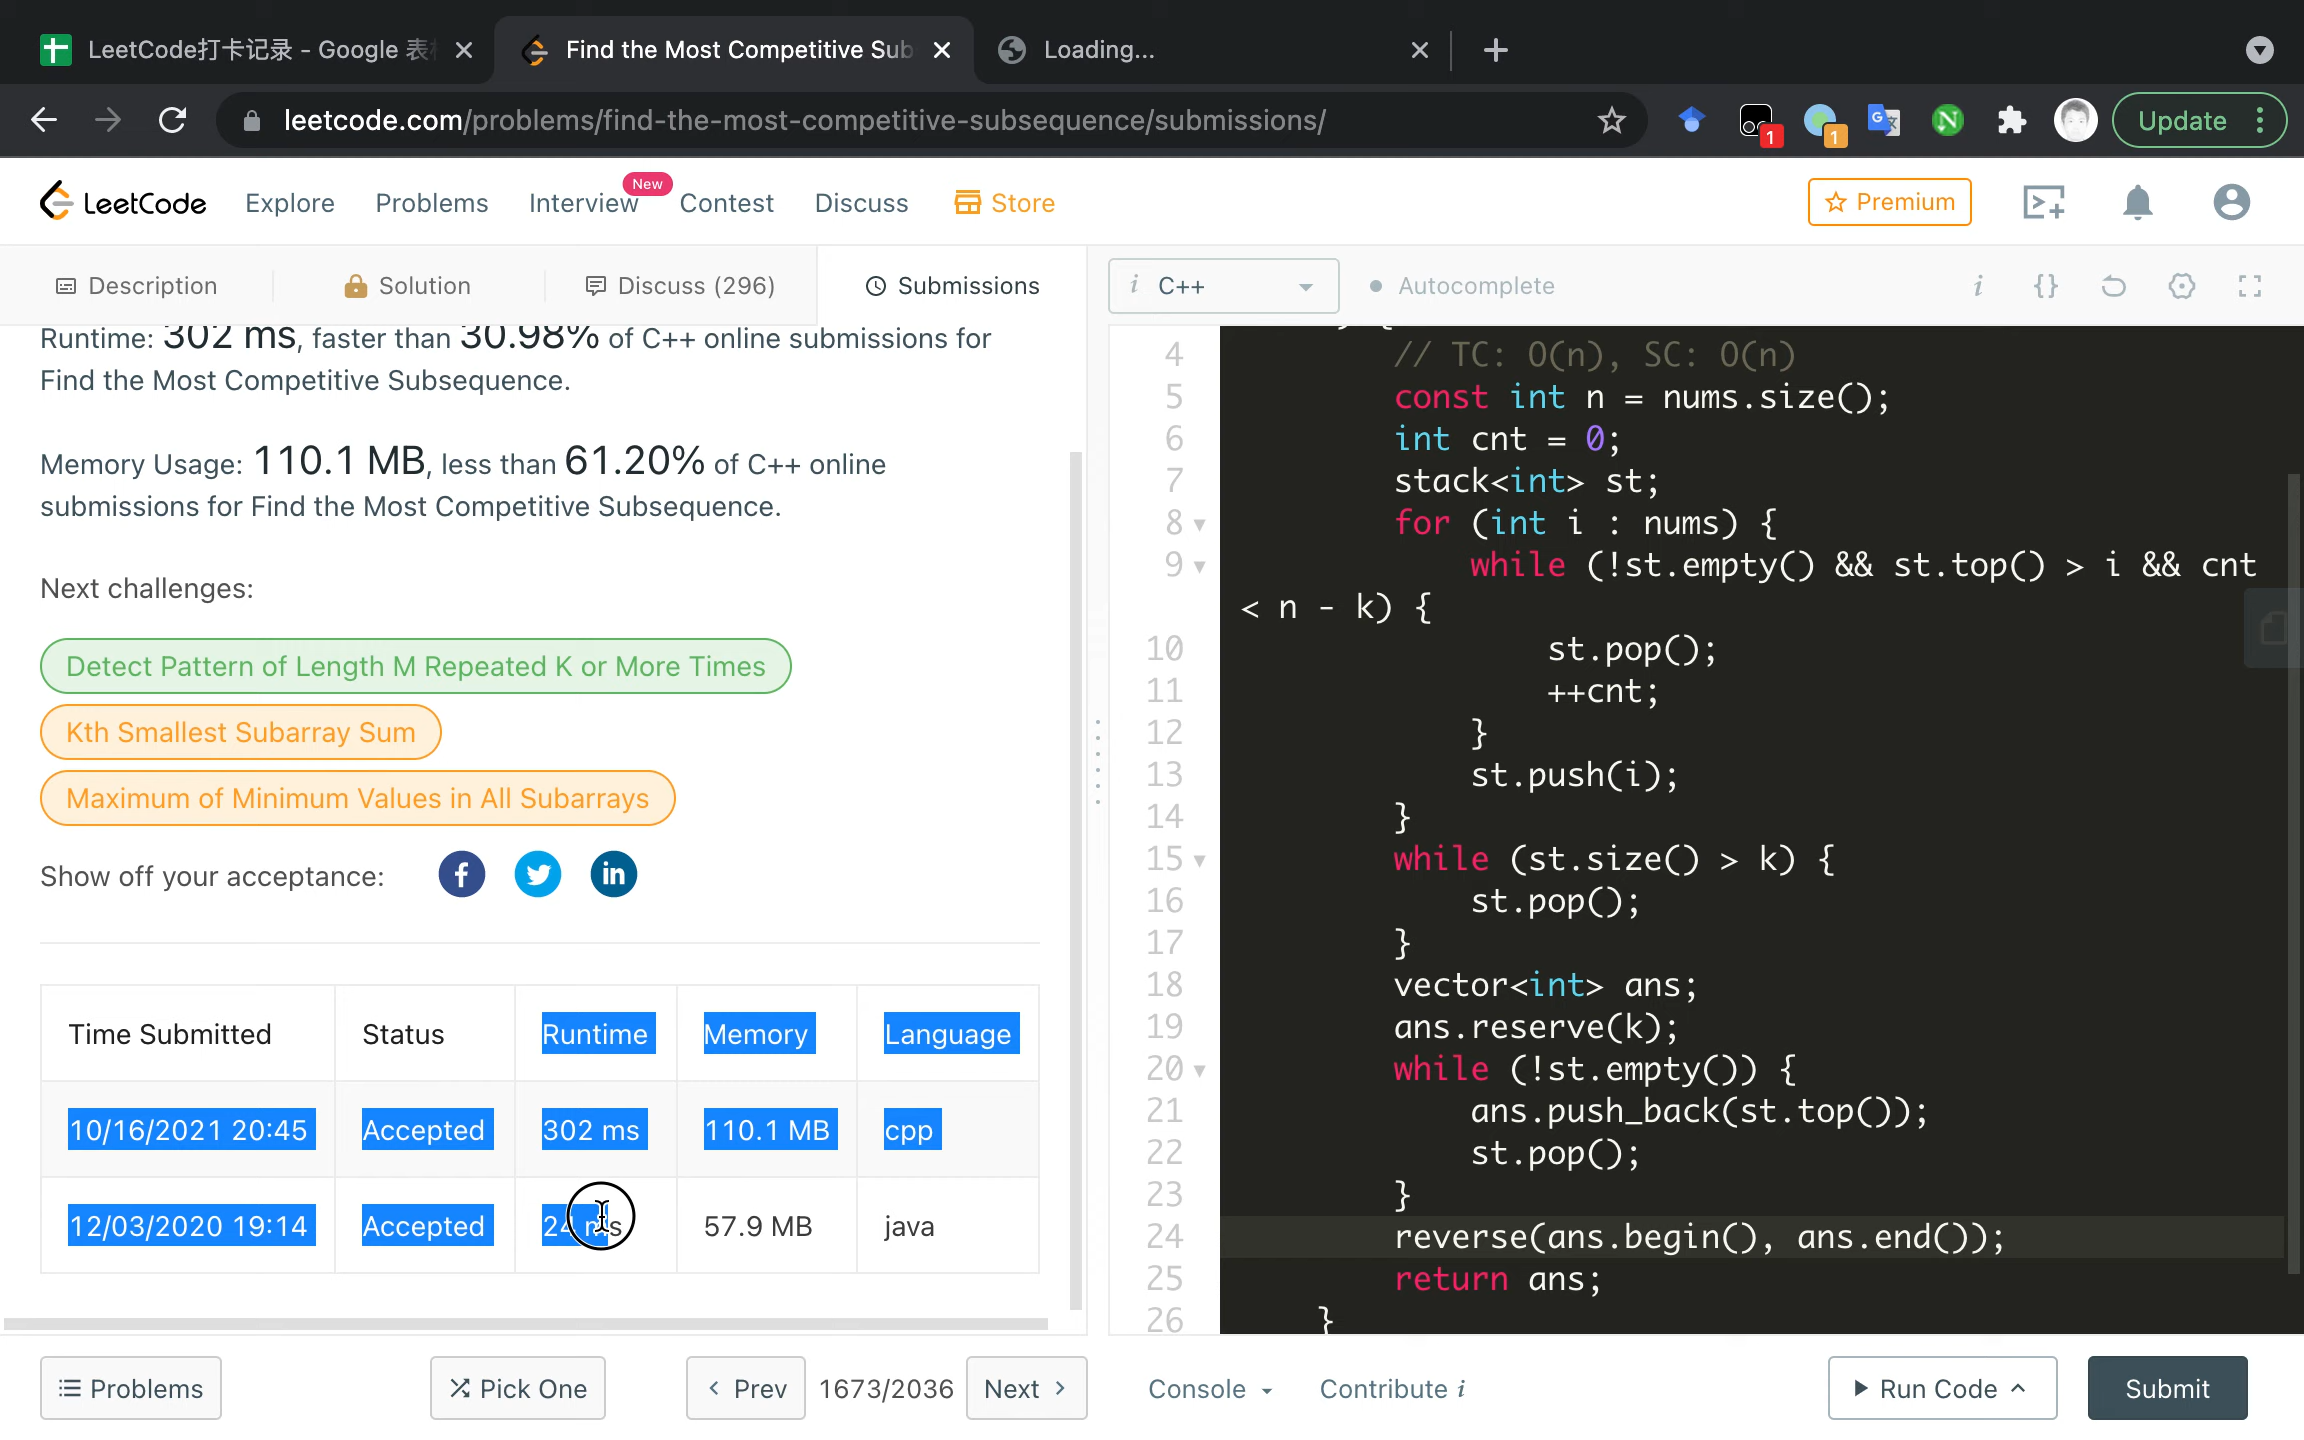 LeetCode打卡记录 - Google 表
Find the Most Competitive Sub
Loading...
leetcode.com/problems/find-the-most-competitive-subsequence/submissions/
1
1
Update
LeetCode
Explore
Problems
Interview
New
Contest
Discuss
Store
Premium
Description
Solution
Discuss (296)
Submissions
i C++
Autocomplete
Runtime: 302 ms, faster than 30.98% of C++ online submissions for
Find the Most Competitive Subsequence.
Memory Usage: 110.1 MB, less than 61.20% of C++ online
submissions for Find the Most Competitive Subsequence.
Next challenges:
Detect Pattern of Length M Repeated K or More Times
Kth Smallest Subarray Sum
Maximum of Minimum Values in All Subarrays
Show off your acceptance:
Time Submitted Status Runtime Memory Language
10/16/2021 20:45 Accepted 302 ms 110.1 MB cpp
12/03/2020 19:14 Accepted 24 ms 57.9 MB java
4 // TC: O(n), SC: O(n)
5 const int n = nums.size();
6 int cnt = 0;
7 stack<int> st;
8 for (int i : nums) {
9 while (!st.empty() && st.top() > i && cnt
< n - k) {
10 st.pop();
11 ++cnt;
12 }
13 st.push(i);
14 }
15 while (st.size() > k) {
16 st.pop();
17 }
18 vector<int> ans;
19 ans.reserve(k);
20 while (!st.empty()) {
21 ans.push_back(st.top());
22 st.pop();
23 }
24 reverse(ans.begin(), ans.end());
25 return ans;
26 }
Problems
Pick One
Prev
1673/2036
Next
Console
Contribute i
Run Code
Submit